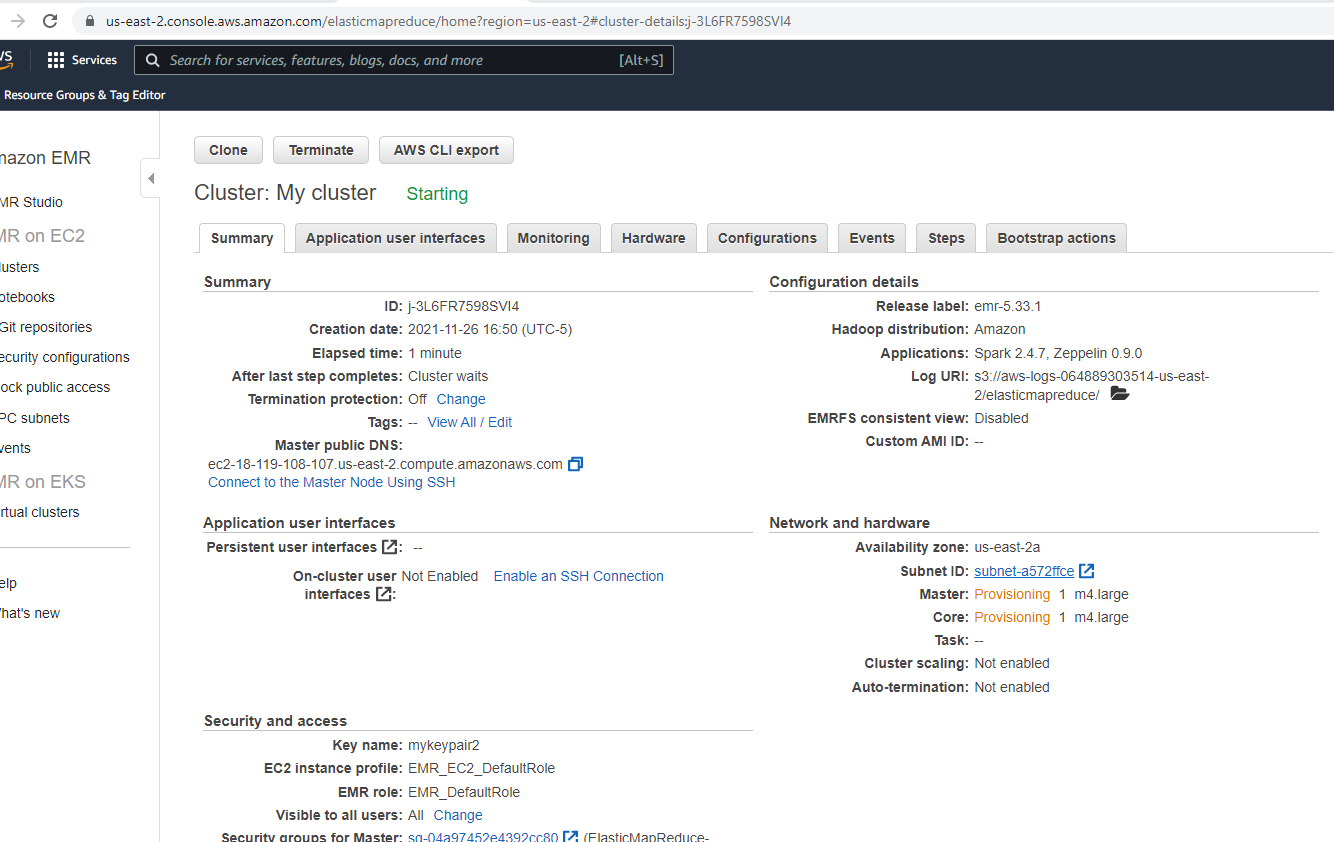 us-east-2.console.aws.amazon.com/elasticmapreduce/home?region=us-east-2#cluster-details:j-3L6FR7598SVI4
Services
Search for services, features, blogs, docs, and more [Alt+S]
Resource Groups & Tag Editor
mazon EMR
MR Studio
MR on EC2
lusters
otebooks
Git repositories
ecurity configurations
ock public access
PC subnets
vents
MR on EKS
rtual clusters
elp
hat's new
Clone Terminate AWS CLI export
Cluster: My cluster Starting
Summary Application user interfaces Monitoring Hardware Configurations Events Steps Bootstrap actions
Summary
ID: j-3L6FR7598SVI4
Creation date: 2021-11-26 16:50 (UTC-5)
Elapsed time: 1 minute
After last step completes: Cluster waits
Termination protection: Off Change
Tags: -- View All / Edit
Master public DNS:
ec2-18-119-108-107.us-east-2.compute.amazonaws.com
Connect to the Master Node Using SSH
Configuration details
Release label: emr-5.33.1
Hadoop distribution: Amazon
Applications: Spark 2.4.7, Zeppelin 0.9.0
Log URI: s3://aws-logs-064889303514-us-east-
2/elasticmapreduce/
EMRFS consistent view: Disabled
Custom AMI ID: --
Application user interfaces
Persistent user interfaces : --
On-cluster user Not Enabled Enable an SSH Connection
interfaces :
Network and hardware
Availability zone: us-east-2a
Subnet ID: subnet-a572ffce
Master: Provisioning 1 m4.large
Core: Provisioning 1 m4.large
Task: --
Cluster scaling: Not enabled
Auto-termination: Not enabled
Security and access
Key name: mykeypair2
EC2 instance profile: EMR_EC2_DefaultRole
EMR role: EMR_DefaultRole
Visible to all users: All Change
Security groups for Master: sg-04a97452e4392cc80 (ElasticMapReduce-